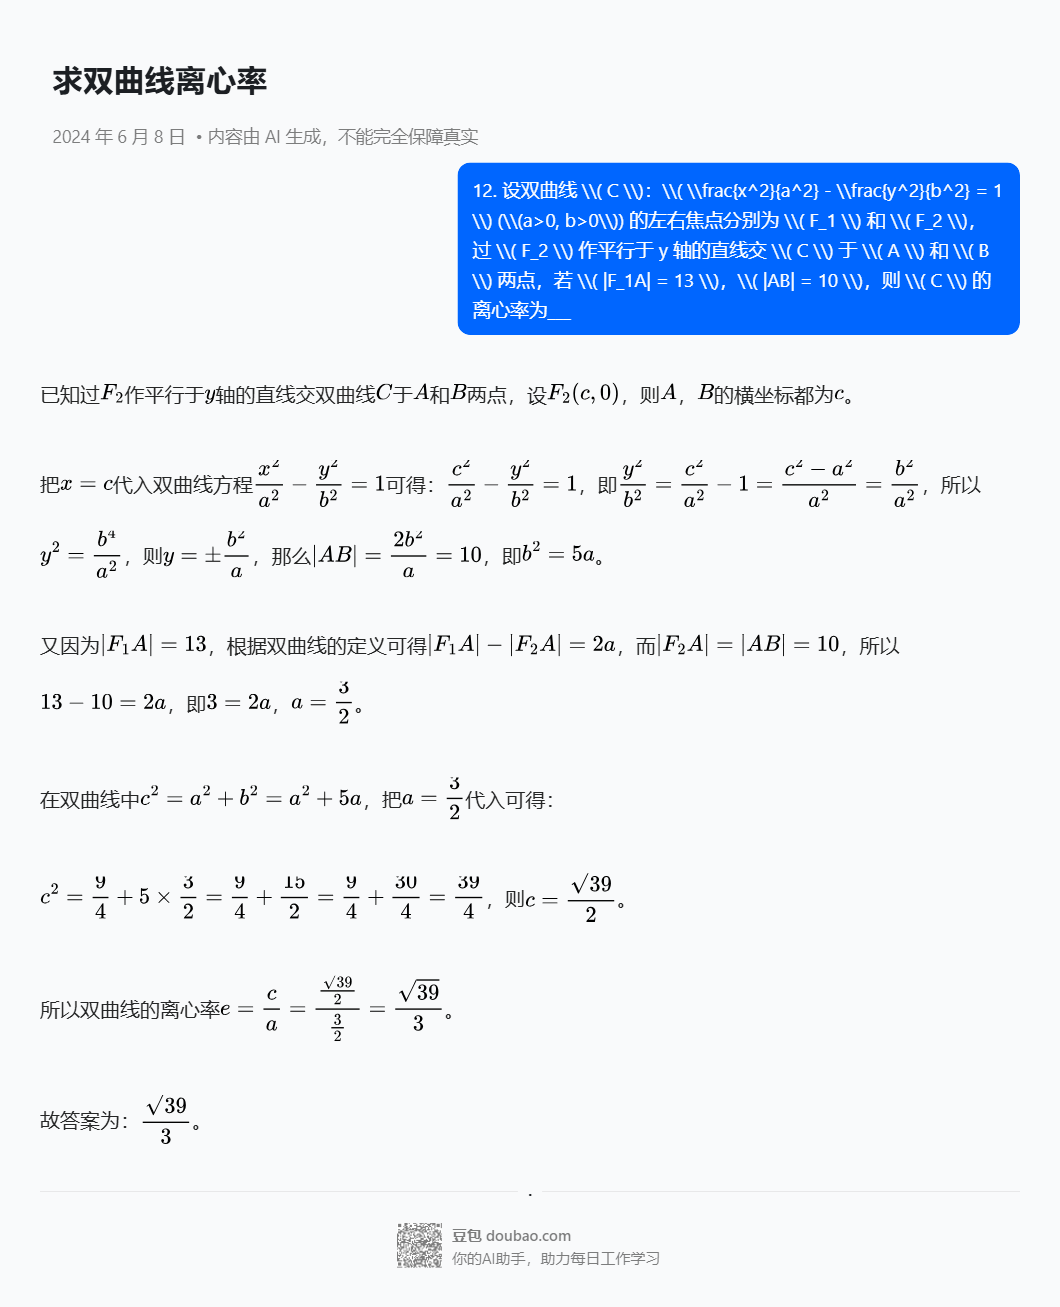 求双曲线离心率
2024 年 6 月 8 日 • 内容由 AI 生成，不能完全保障真实
12. 设双曲线 \\( C \\)：\\( \\frac{x^2}{a^2} - \\frac{y^2}{b^2} = 1
\\) (\\(a>0, b>0\\)) 的左右焦点分别为 \\( F_1 \\) 和 \\( F_2 \\)，
过 \\( F_2 \\) 作平行于 y 轴的直线交 \\( C \\) 于 \\( A \\) 和 \\( B
\\) 两点，若 \\( |F_1A| = 13 \\)，\\( |AB| = 10 \\)，则 \\( C \\) 的
离心率为___
已知过$F_2$作平行于$y$轴的直线交双曲线$C$于$A$和$B$两点，设$F_2(c,0)$，则$A$，$B$的横坐标都为$c$。
把$x=c$代入双曲线方程$\frac{x^2}{a^2}-\frac{y^2}{b^2}=1$可得：$\frac{c^2}{a^2}-\frac{y^2}{b^2}=1$，即$\frac{y^2}{b^2}=\frac{c^2}{a^2}-1=\frac{c^2-a^2}{a^2}=\frac{b^2}{a^2}$，所以
$y^2=\frac{b^4}{a^2}$，则$y=\pm\frac{b^2}{a}$，那么$|AB|=\frac{2b^2}{a}=10$，即$b^2=5a$。
又因为$|F_1A|=13$，根据双曲线的定义可得$|F_1A|-|F_2A|=2a$，而$|F_2A|=|AB|=10$，所以
$13-10=2a$，即$3=2a$，$a=\frac{3}{2}$。
在双曲线中$c^2=a^2+b^2=a^2+5a$，把$a=\frac{3}{2}$代入可得：
$c^2=\frac{9}{4}+5\times\frac{3}{2}=\frac{9}{4}+\frac{15}{2}=\frac{9}{4}+\frac{30}{4}=\frac{39}{4}$，则$c=\frac{\sqrt{39}}{2}$。
所以双曲线的离心率$e=\frac{c}{a}=\frac{\frac{\sqrt{39}}{2}}{\frac{3}{2}}=\frac{\sqrt{39}}{3}$。
故答案为：$\frac{\sqrt{39}}{3}$。
豆包 doubao.com
你的AI助手，助力每日工作学习